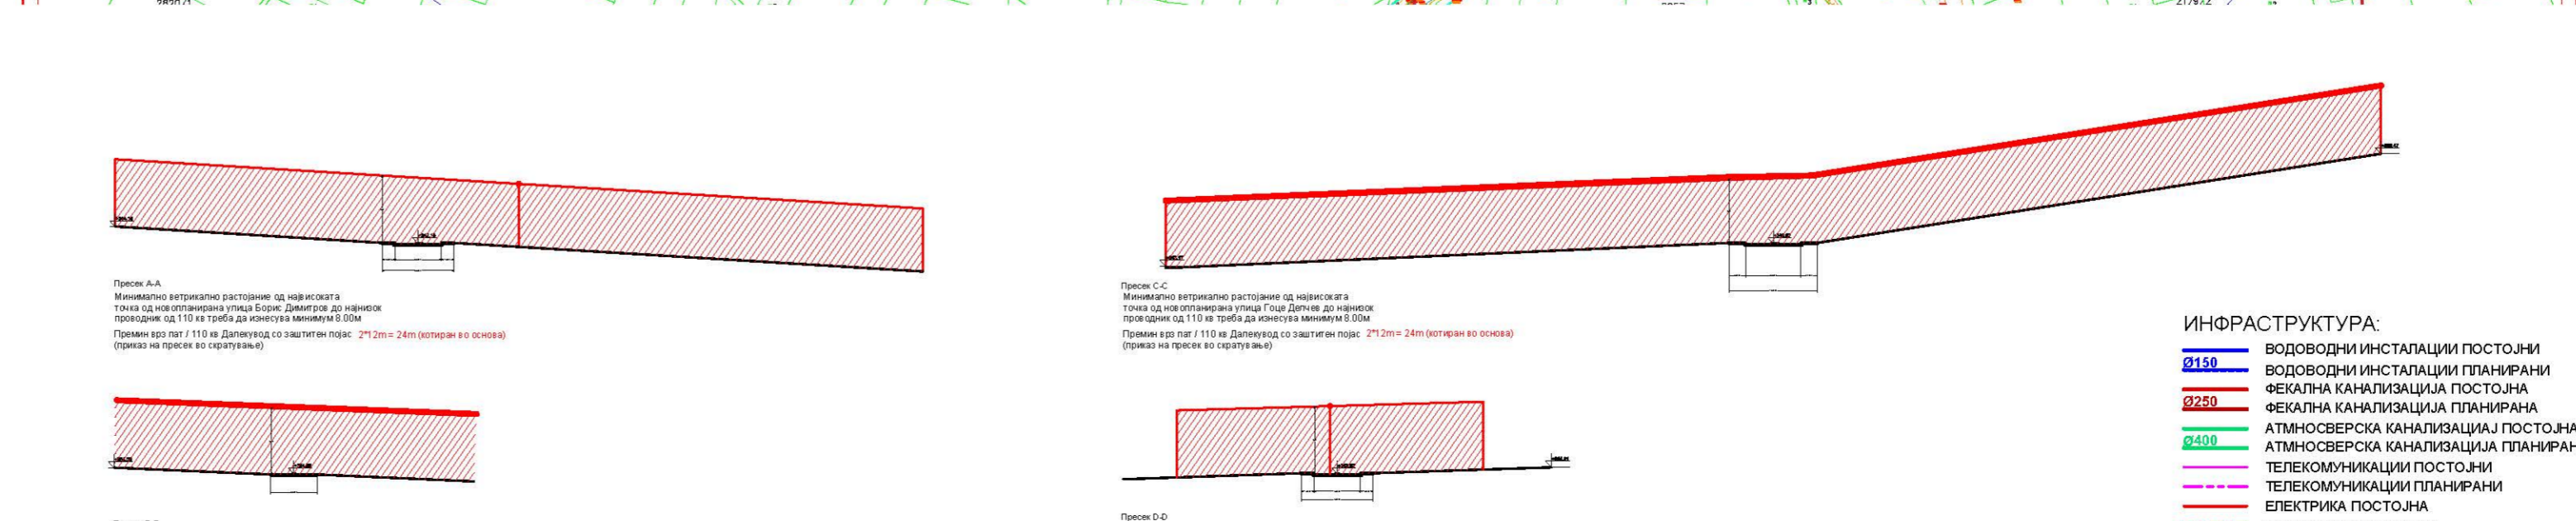 Пресек А-А
Минимално ветрикално растојание од највисоката
точка од новопланирана улица Борис Димитров до најнизок
проводник од 110 кв треба да изнесува минимум 8.00м
Премин врз пат / 110 кв Далекувод со заштитен појас 2*12m= 24m (котиран во основа)
(приказ на пресек во скратување)
Пресек C-C
Минимално ветрикално растојание од највисоката
точка од новопланирана улица Гоце Делчев до најнизок
проводник од 110 кв треба да изнесува минимум 8.00м
Премин врз пат / 110 кв Далекувод со заштитен појас 2*12m= 24m (котиран во основа)
(приказ на пресек во скратување)
Пресек D-D
ИНФРАСТРУКТУРА:
ВОДОВОДНИ ИНСТАЛАЦИИ ПОСТОЈНИ
Ø150
ВОДОВОДНИ ИНСТАЛАЦИИ ПЛАНИРАНИ
ФЕКАЛНА КАНАЛИЗАЦИЈА ПОСТОЈНА
Ø250
ФЕКАЛНА КАНАЛИЗАЦИЈА ПЛАНИРАНА
АТМНОСВЕРСКА КАНАЛИЗАЦИАЈ ПОСТОЈНА
Ø400
АТМНОСВЕРСКА КАНАЛИЗАЦИЈА ПЛАНИРАН
ТЕЛЕКОМУНИКАЦИИ ПОСТОЈНИ
ТЕЛЕКОМУНИКАЦИИ ПЛАНИРАНИ
ЕЛЕКТРИКА ПОСТОЈНА